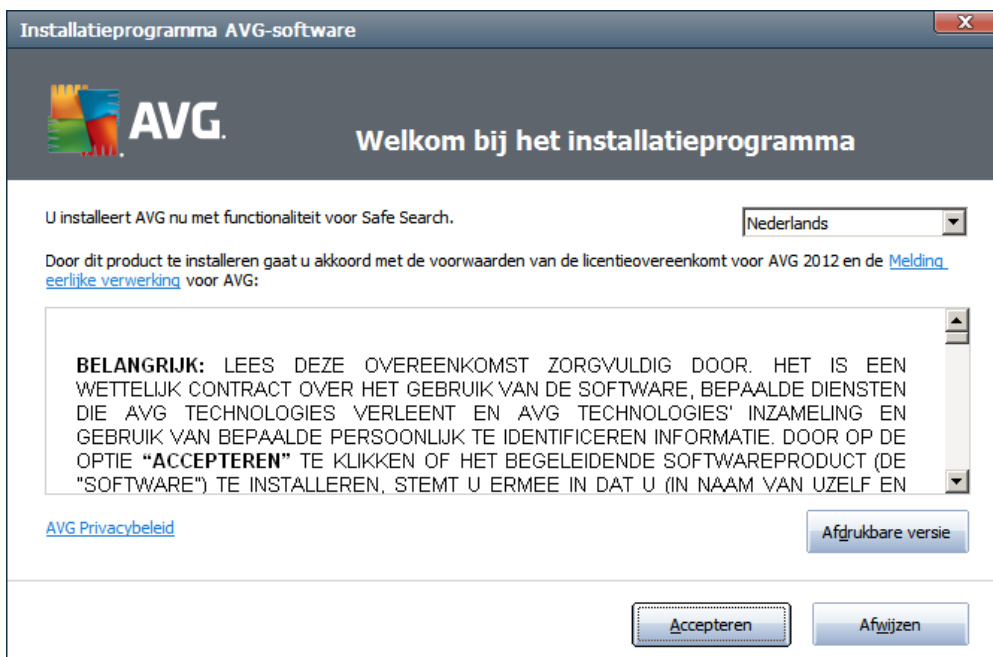 Installatieprogramma AVG-software
AVG.
Welkom bij het installatieprogramma
U installeert AVG nu met functionaliteit voor Safe Search.
Nederlands
Door dit product te installeren gaat u akkoord met de voorwaarden van de licentieovereenkomt voor AVG 2012 en de Melding
eerlijke verwerking voor AVG:
BELANGRIJK: LEES DEZE OVEREENKOMST ZORGVULDIG DOOR. HET IS EEN
WETTELIJK CONTRACT OVER HET GEBRUIK VAN DE SOFTWARE, BEPAALDE DIENSTEN
DIE AVG TECHNOLOGIES VERLEENT EN AVG TECHNOLOGIES' INZAMELING EN
GEBRUIK VAN BEPAALDE PERSOONLIJK TE IDENTIFICEREN INFORMATIE. DOOR OP DE
OPTIE “ACCEPTEREN” TE KLIKKEN OF HET BEGELEIDENDE SOFTWAREPRODUCT (DE
"SOFTWARE") TE INSTALLEREN, STEMT U ERMEE IN DAT U (IN NAAM VAN UZELF EN
AVG Privacybeleid
Afdrukbare versie
Accepteren
Afwijzen